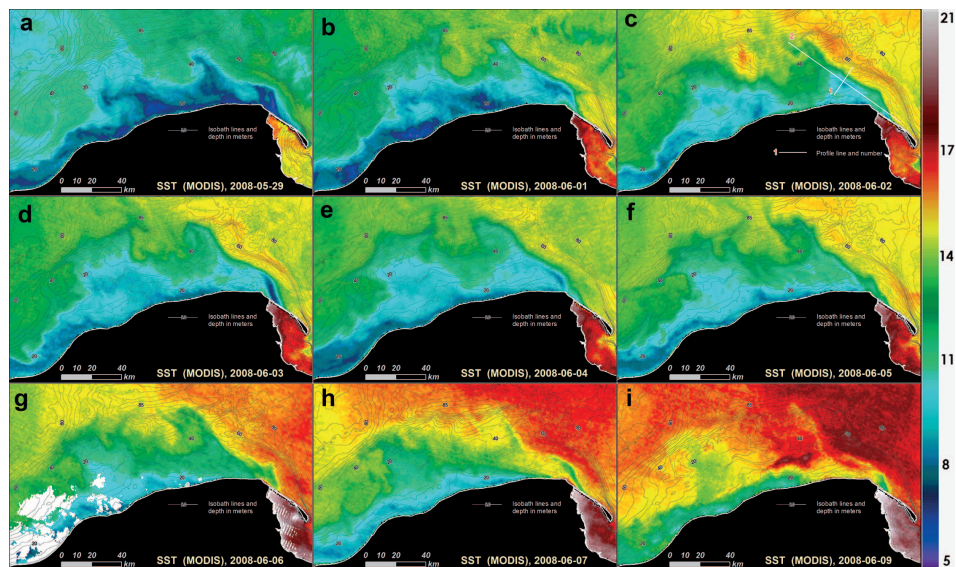 a
Isobath lines and
depth in meters
0 10 20 40
km
SST (MODIS), 2008-05-29
b
Isobath lines and
depth in meters
0 10 20 40
km
SST (MODIS), 2008-06-01
c
Isobath lines and
depth in meters
1 Profile line and number
0 10 20 40
km
SST (MODIS), 2008-06-02
d
Isobath lines and
depth in meters
0 10 20 40
km
SST (MODIS), 2008-06-03
e
Isobath lines and
depth in meters
0 10 20 40
km
SST (MODIS), 2008-06-04
f
Isobath lines and
depth in meters
0 10 20 40
km
SST (MODIS), 2008-06-05
g
Isobath lines and
depth in meters
0 10 20 40
km
SST (MODIS), 2008-06-06
h
Isobath lines and
depth in meters
0 10 20 40
km
SST (MODIS), 2008-06-07
i
Isobath lines and
depth in meters
0 10 20 40
km
SST (MODIS), 2008-06-09
21
17
14
11
8
5